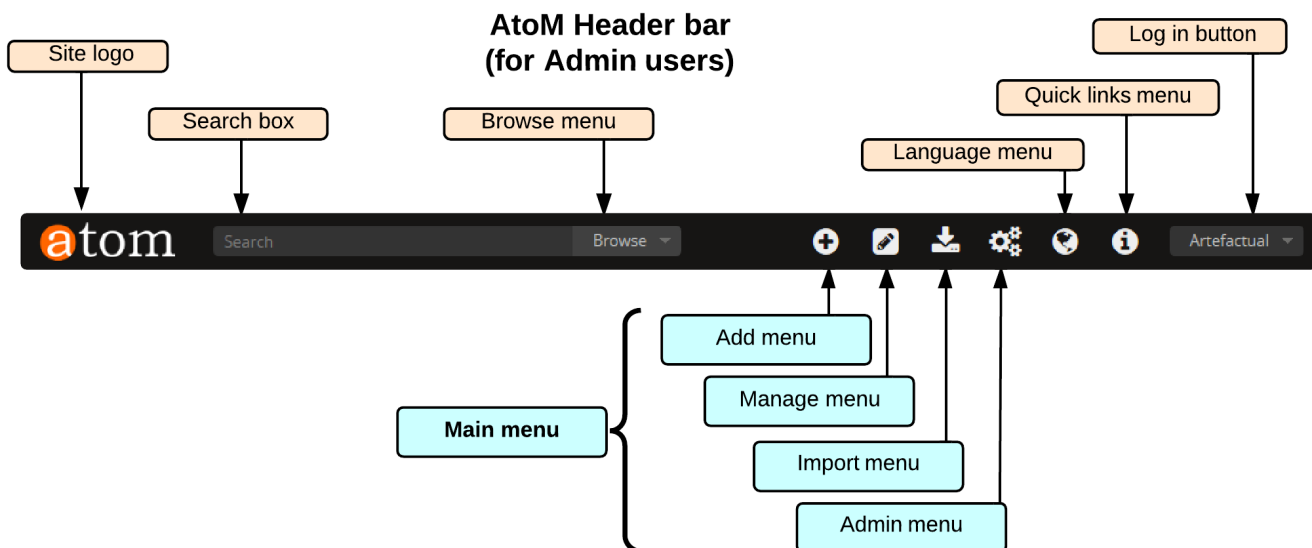 AtoM Header bar
(for Admin users)
Site logo
Log in button
Quick links menu
Search box
Browse menu
Language menu
atom
Search
Browse
Artefactual
Add menu
Manage menu
Main menu
Import menu
Admin menu